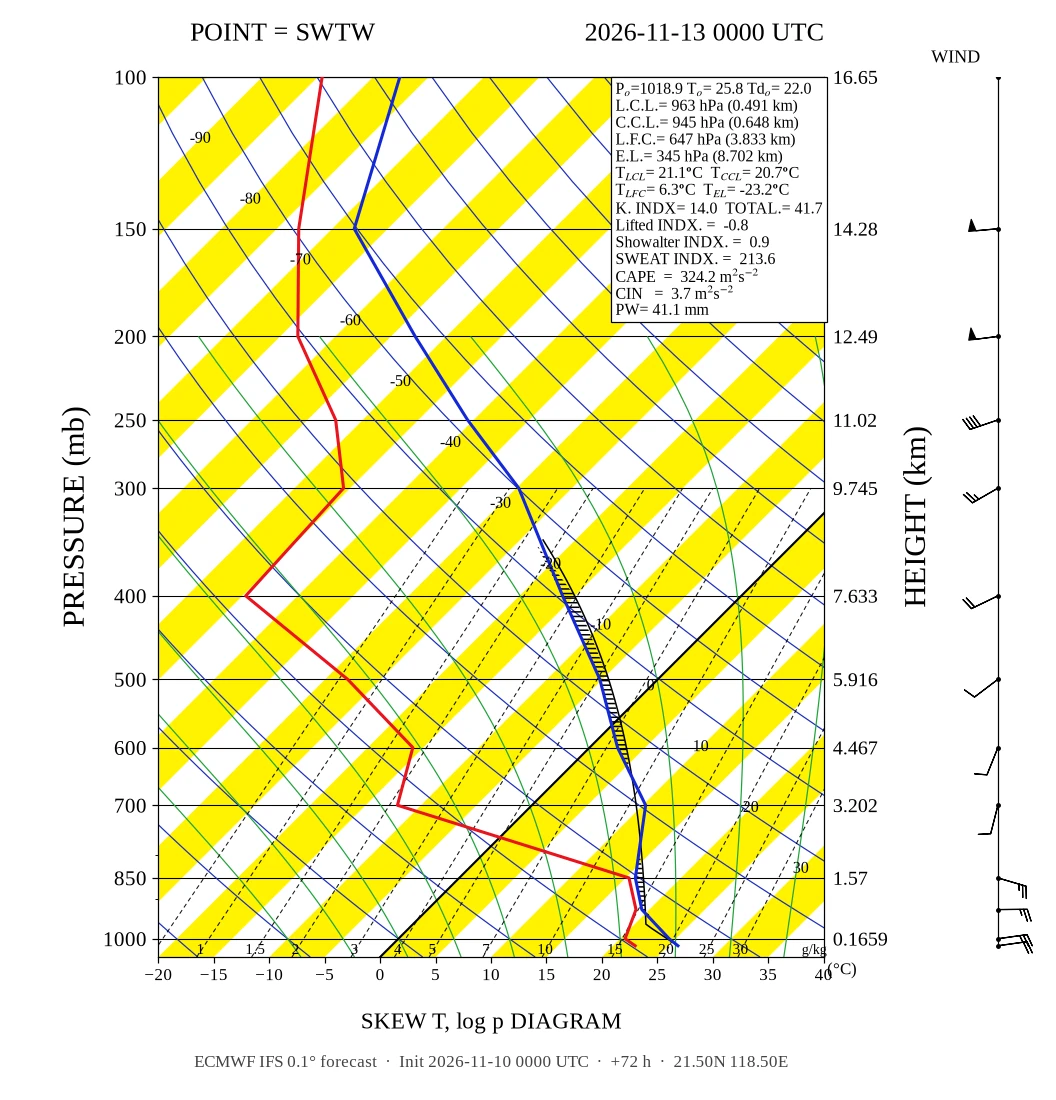 POINT = SWTW
2026-11-13 0000 UTC
WIND
100
16.65
Pₒ=1018.9 Tₒ= 25.8 Tdₒ= 22.0
L.C.L.= 963 hPa (0.491 km)
C.C.L.= 945 hPa (0.648 km)
L.F.C.= 647 hPa (3.833 km)
E.L.= 345 hPa (8.702 km)
T_LCL= 21.1°C T_CCL= 20.7°C
T_LFC= 6.3°C T_EL= -23.2°C
K. INDX= 14.0 TOTAL.= 41.7
Lifted INDX. = -0.8
Showalter INDX. = 0.9
SWEAT INDX. = 213.6
CAPE = 324.2 m²s⁻²
CIN = 3.7 m²s⁻²
PW= 41.1 mm
-90
-80
150
14.28
-70
-60
200
12.49
-50
250
11.02
-40
300
9.745
-30
-20
400
7.633
-10
500
5.916
0
600
4.467
10
700
3.202
20
850
1.57
30
1000
0.1659
1 1.5 2 3 4 5 7 10 15 20 25 30 g/kg
−20 −15 −10 −5 0 5 10 15 20 25 30 35 40
(°C)
PRESSURE (mb)
HEIGHT (km)
SKEW T, log p DIAGRAM
ECMWF IFS 0.1° forecast · Init 2026-11-10 0000 UTC · +72 h · 21.50N 118.50E